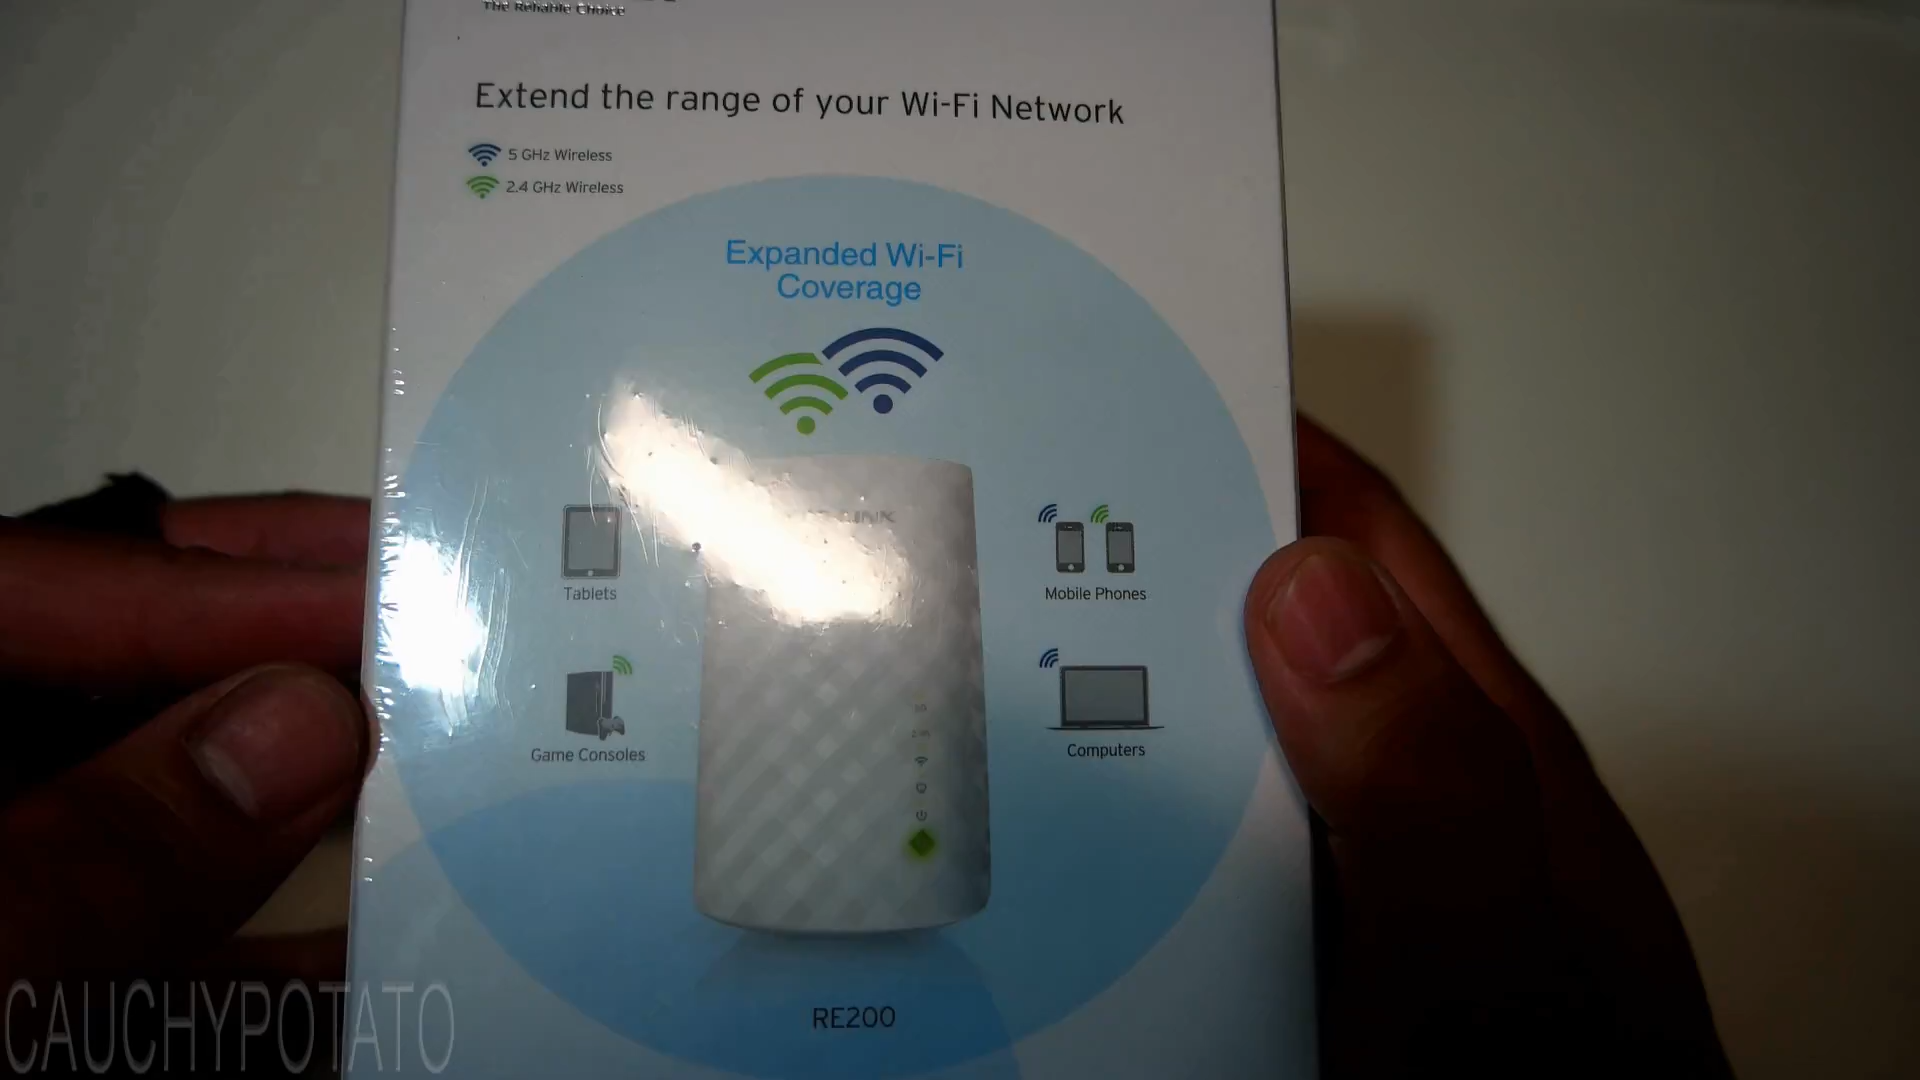 The Reliable Choice
Extend the range of your Wi-Fi Network
5 GHz Wireless
2.4 GHz Wireless
Expanded Wi-Fi
Coverage
Tablets
Mobile Phones
Game Consoles
Computers
RE200
CAUCHYPOTATO